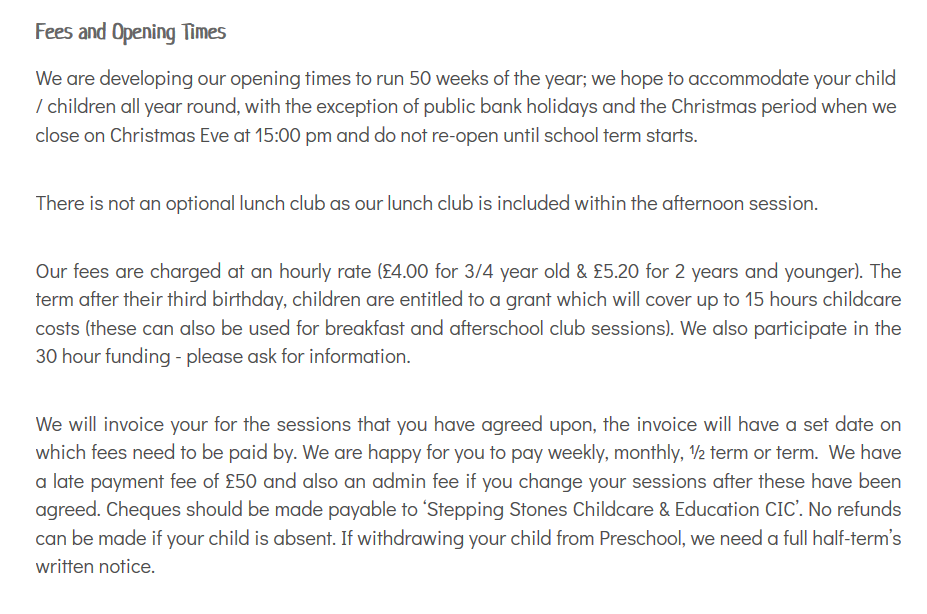 Fees and Opening Times
We are developing our opening times to run 50 weeks of the year; we hope to accommodate your child
/ children all year round, with the exception of public bank holidays and the Christmas period when we
close on Christmas Eve at 15:00 pm and do not re-open until school term starts.
There is not an optional lunch club as our lunch club is included within the afternoon session.
Our fees are charged at an hourly rate (£4.00 for 3/4 year old & £5.20 for 2 years and younger). The
term after their third birthday, children are entitled to a grant which will cover up to 15 hours childcare
costs (these can also be used for breakfast and afterschool club sessions). We also participate in the
30 hour funding - please ask for information.
We will invoice your for the sessions that you have agreed upon, the invoice will have a set date on
which fees need to be paid by. We are happy for you to pay weekly, monthly, ½ term or term.  We have
a late payment fee of £50 and also an admin fee if you change your sessions after these have been
agreed. Cheques should be made payable to ‘Stepping Stones Childcare & Education CIC’. No refunds
can be made if your child is absent. If withdrawing your child from Preschool, we need a full half-term’s
written notice.